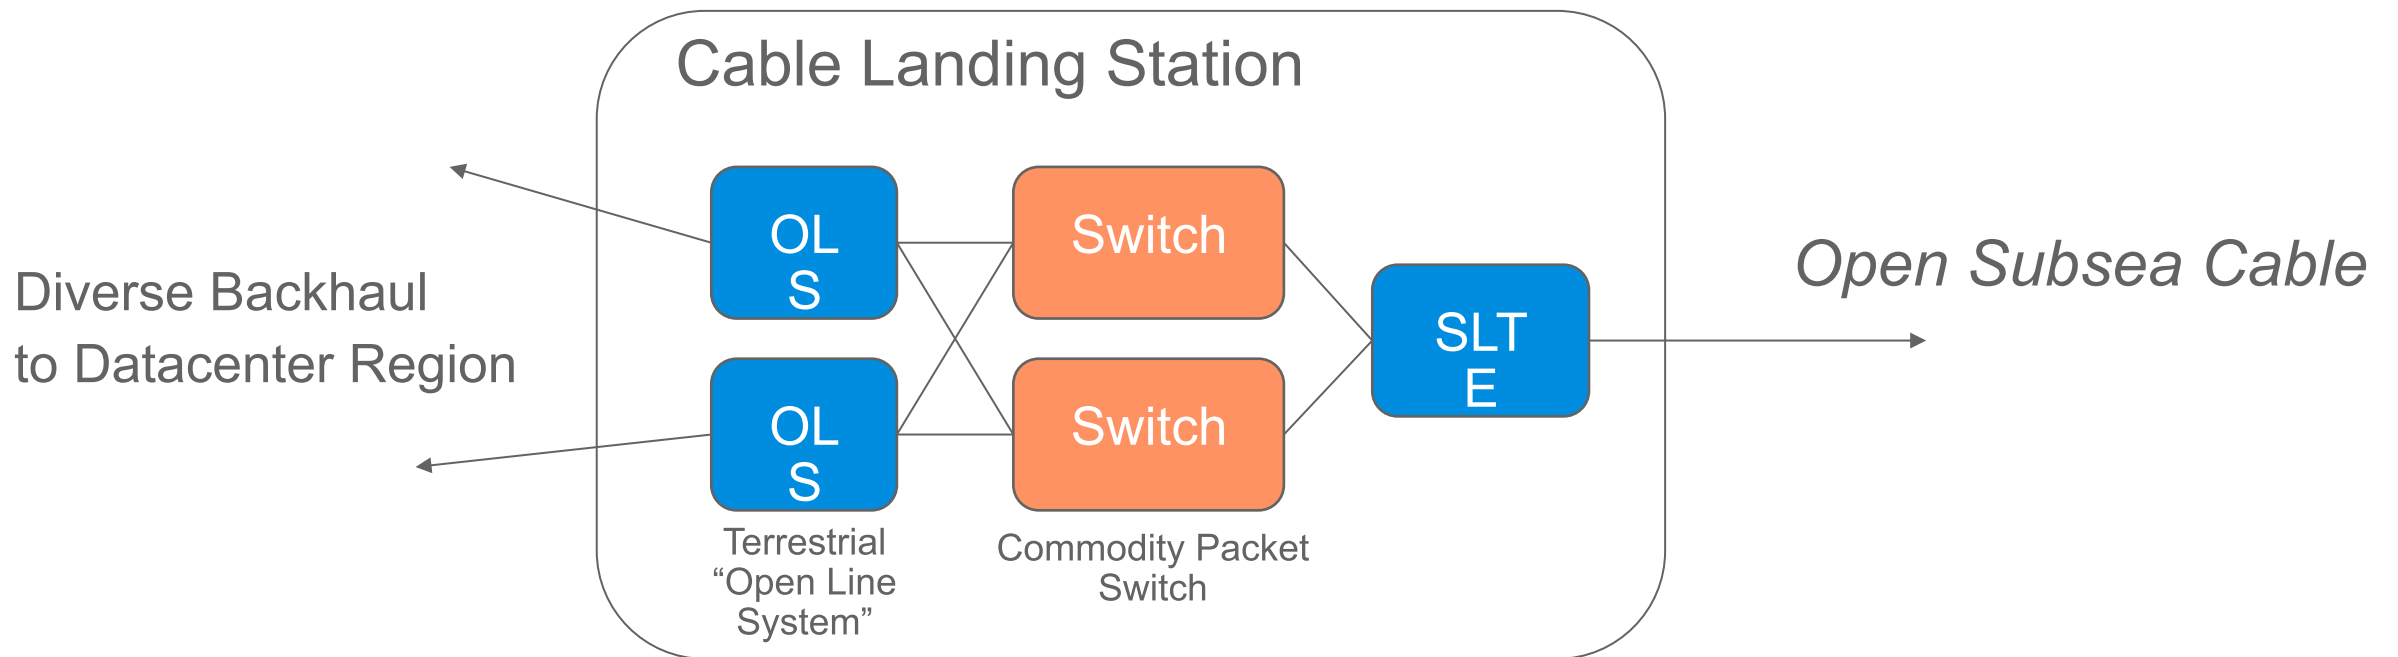 Cable Landing Station
Diverse Backhaul
to Datacenter Region
OL
S
OL
S
Terrestrial
“Open Line
System”
Switch
Switch
Commodity Packet
Switch
SLT
E
Open Subsea Cable